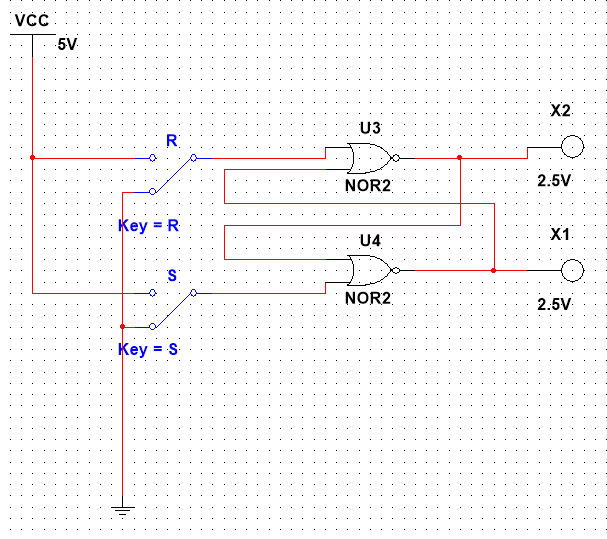 VCC
5V
X2
U3
R
2.5V
NOR2
Key = R
X1
U4
S
NOR2
2.5V
Key = S